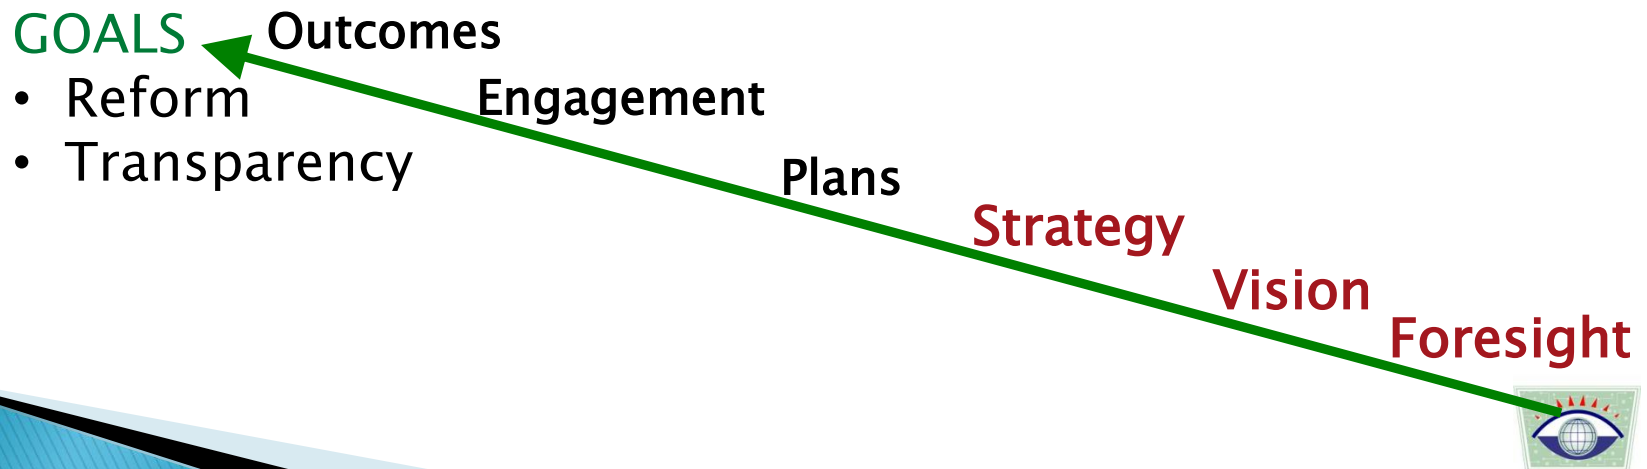 GOALS
Outcomes
• Reform
Engagement
• Transparency
Plans
Strategy
Vision
Foresight